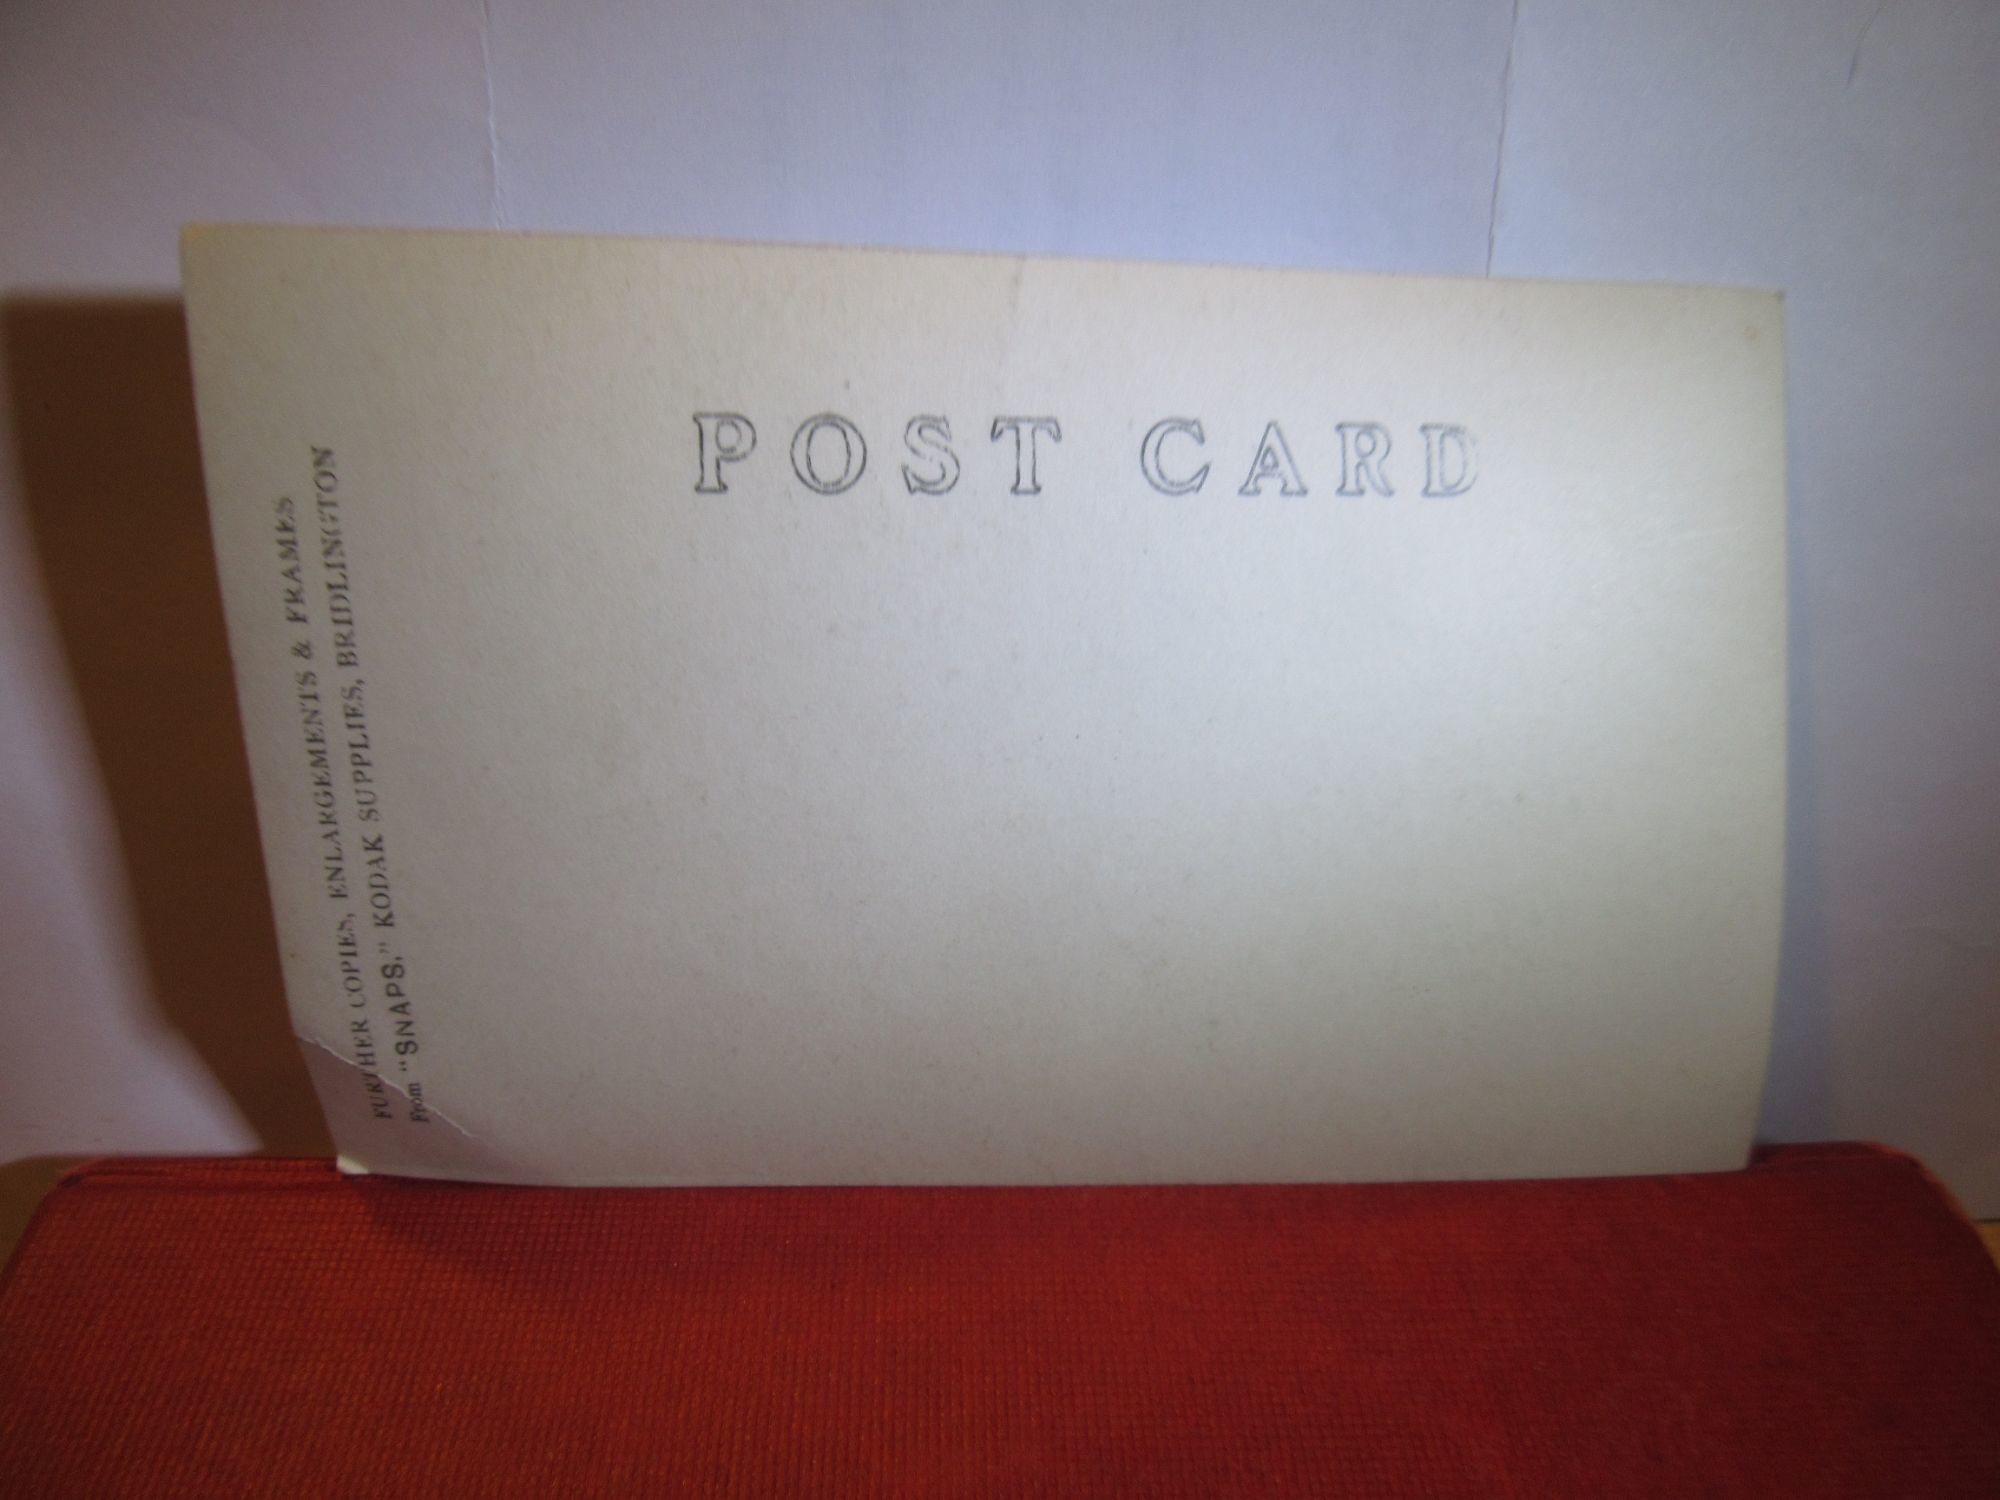 POST CARD
FURTHER COPIES, ENLARGEMENTS & FRAMES
From "SNAPS," KODAK SUPPLIES, BRIDLINGTON